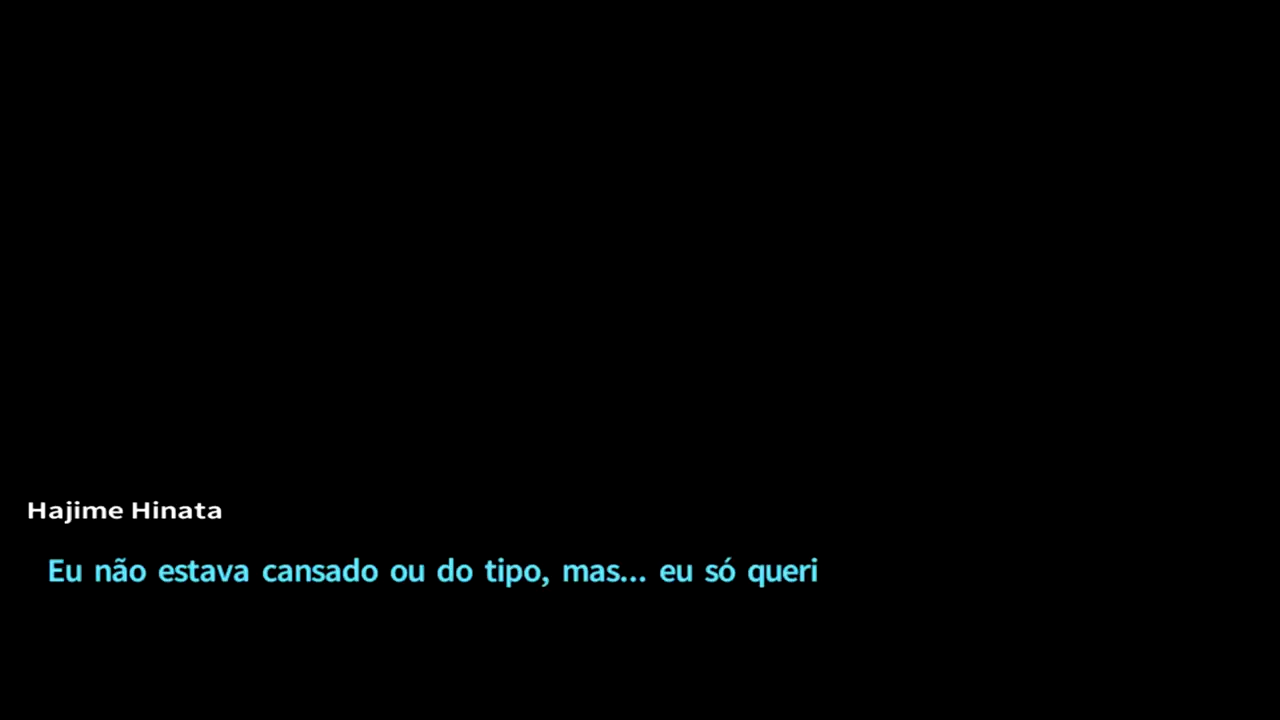 Hajime Hinata
Eu não estava cansado ou do tipo, mas... eu só queri